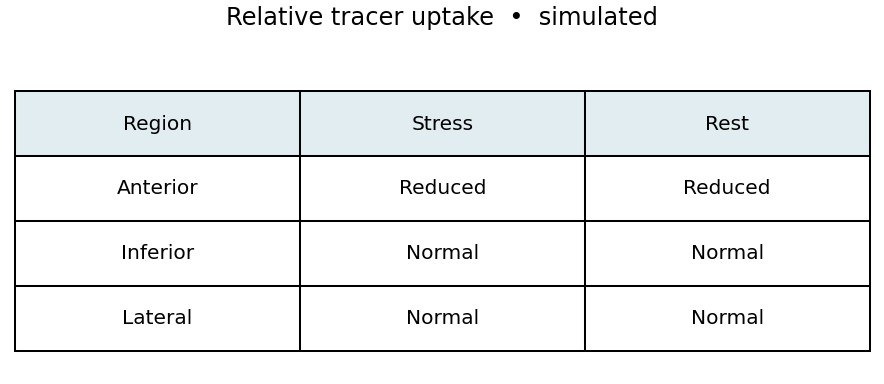 Relative tracer uptake • simulated
Region Stress Rest
Anterior Reduced Reduced
Inferior Normal Normal
Lateral Normal Normal